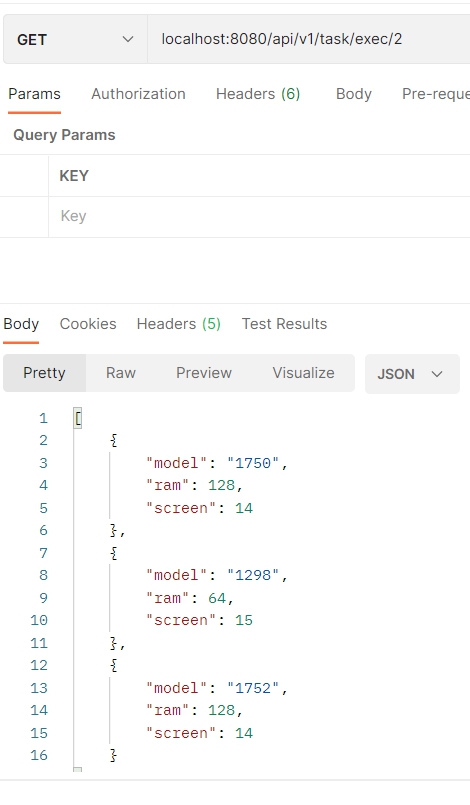 GET localhost:8080/api/v1/task/exec/2
Params Authorization Headers (6) Body Pre-reque
Query Params
KEY
Key
Body Cookies Headers (5) Test Results
Pretty Raw Preview Visualize JSON
1 [
2 {
3 "model": "1750",
4 "ram": 128,
5 "screen": 14
6 },
7 {
8 "model": "1298",
9 "ram": 64,
10 "screen": 15
11 },
12 {
13 "model": "1752",
14 "ram": 128,
15 "screen": 14
16 }